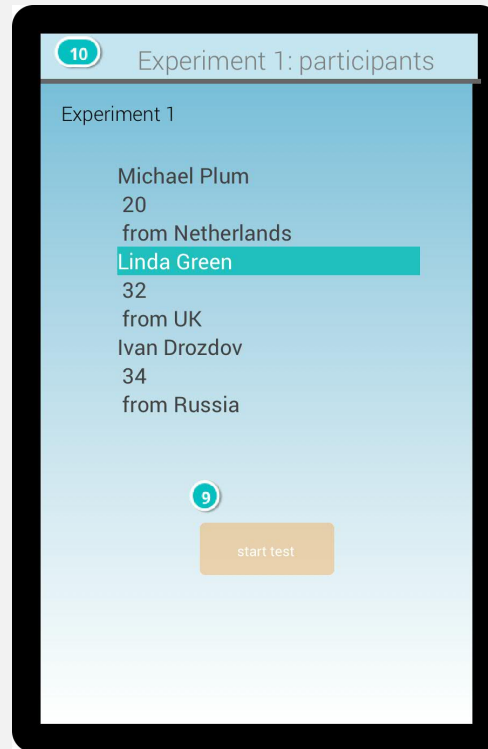 10
Experiment 1: participants
Experiment 1
Michael Plum
20
from Netherlands
Linda Green
32
from UK
Ivan Drozdov
34
from Russia
9
start test